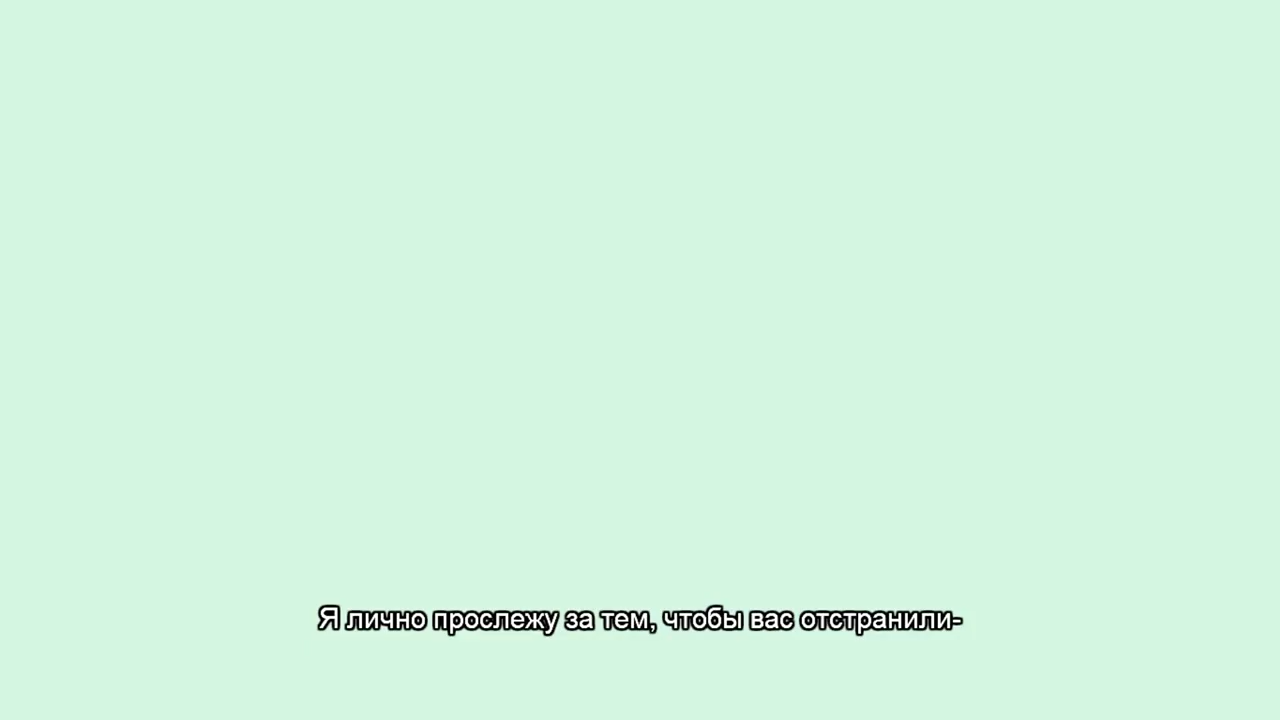 Я лично прослежу за тем, чтобы вас отстранили-